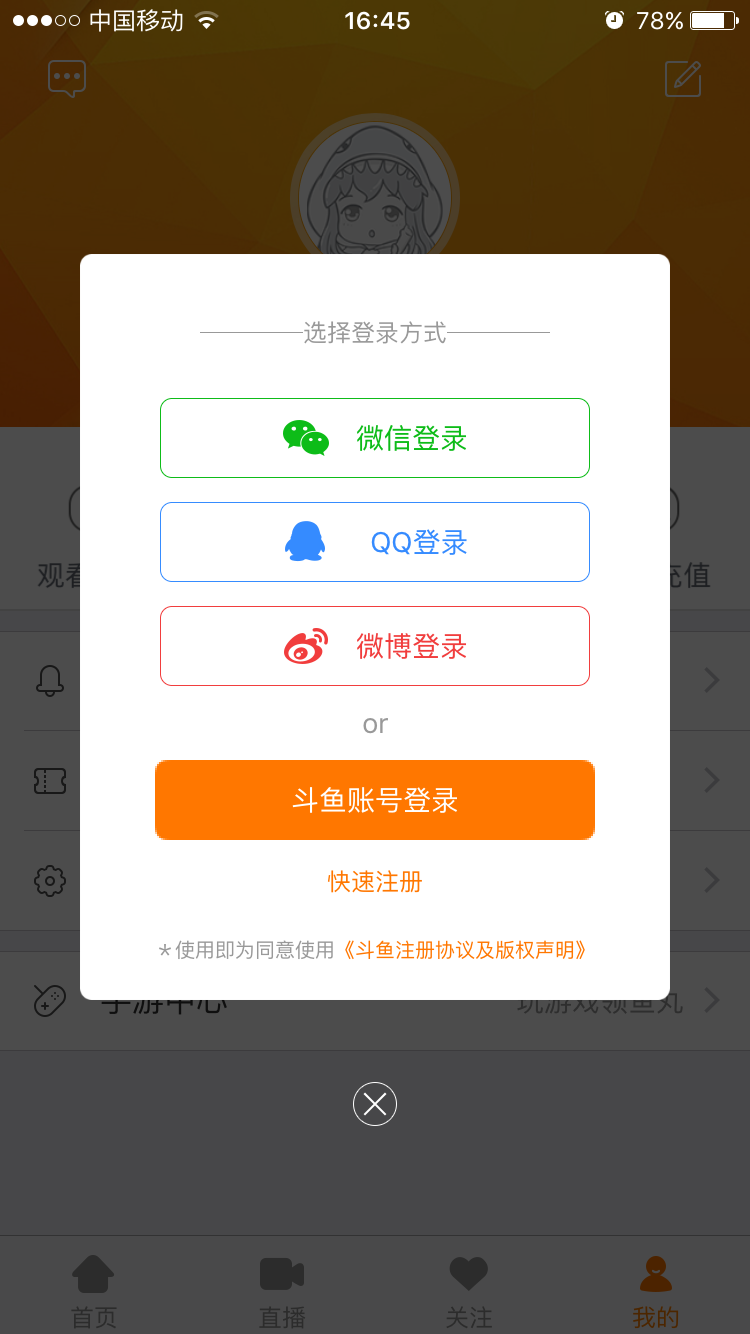 中国移动 16:45 78%
选择登录方式
微信登录
QQ登录
观看 充值
微博登录
or
斗鱼账号登录
快速注册
*使用即为同意使用《斗鱼注册协议及版权声明》
手游中心 玩游戏领鱼丸
首页 直播 关注 我的